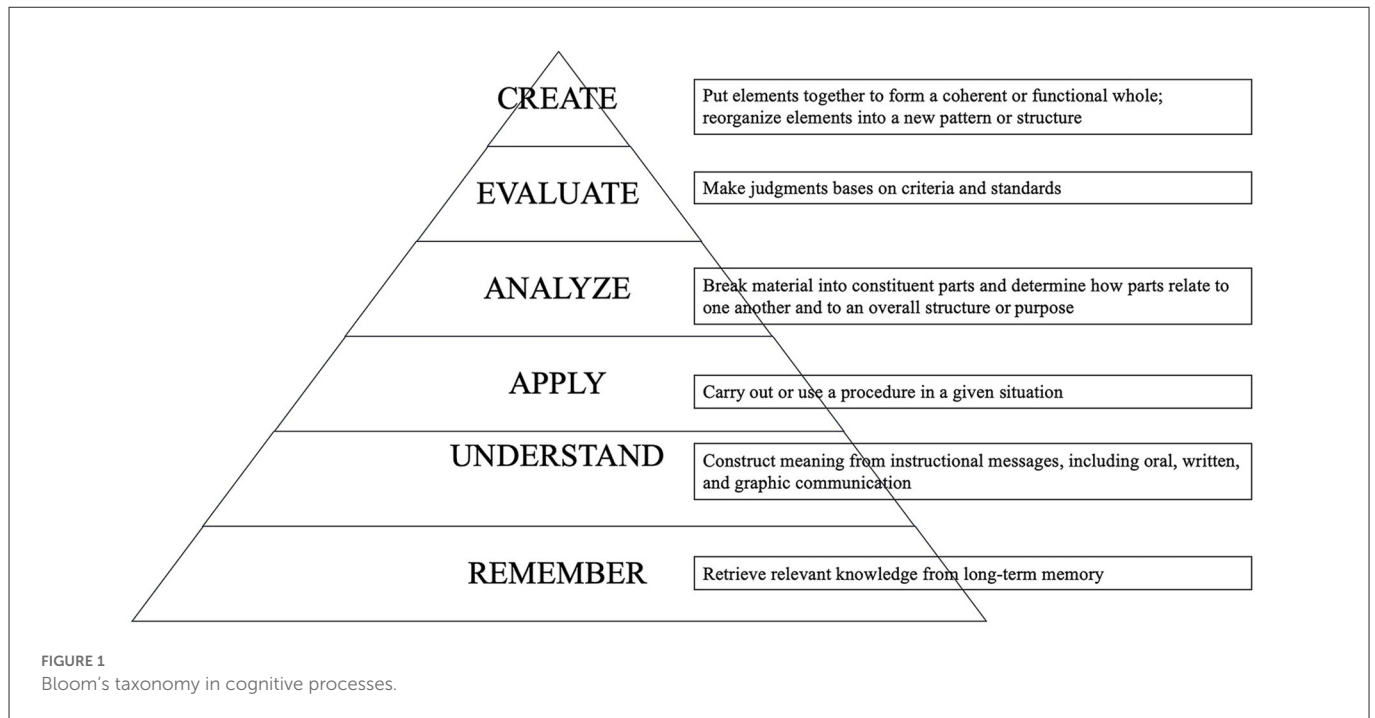 CREATE
Put elements together to form a coherent or functional whole;
reorganize elements into a new pattern or structure
EVALUATE
Make judgments bases on criteria and standards
ANALYZE
Break material into constituent parts and determine how parts relate to
one another and to an overall structure or purpose
APPLY
Carry out or use a procedure in a given situation
UNDERSTAND
Construct meaning from instructional messages, including oral, written,
and graphic communication
REMEMBER
Retrieve relevant knowledge from long-term memory
FIGURE 1
Bloom's taxonomy in cognitive processes.